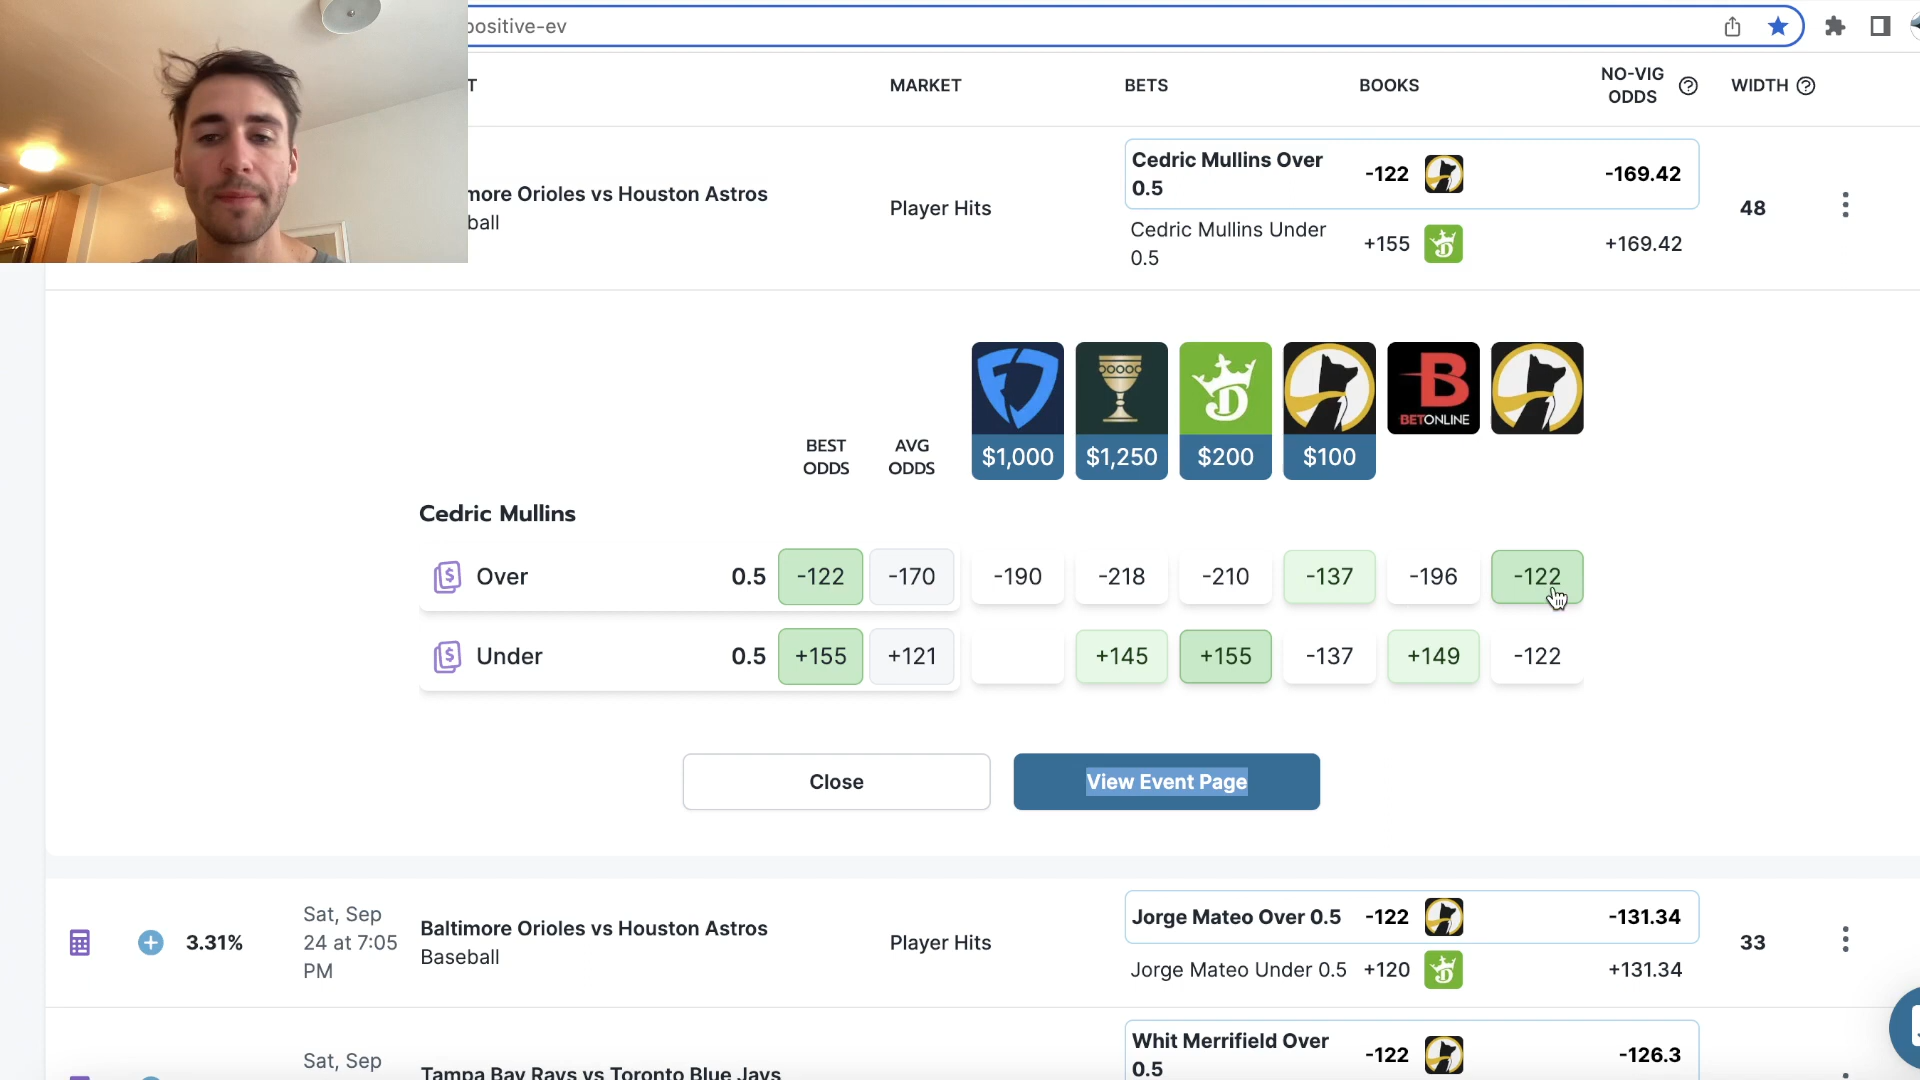 positive-ev
T
MARKET
BETS
BOOKS
NO-VIG
ODDS
WIDTH
more Orioles vs Houston Astros
ball
Player Hits
Cedric Mullins Over
0.5
-122
-169.42
Cedric Mullins Under
0.5
+155
+169.42
48
BETONLINE
$1,000
$1,250
$200
$100
BEST
ODDS
AVG
ODDS
Cedric Mullins
Over 0.5 -122 -170 -190 -218 -210 -137 -196 -122
Under 0.5 +155 +121 +145 +155 -137 +149 -122
Close
View Event Page
3.31%
Sat, Sep
24 at 7:05
PM
Baltimore Orioles vs Houston Astros
Baseball
Player Hits
Jorge Mateo Over 0.5 -122 -131.34
Jorge Mateo Under 0.5 +120 +131.34
33
Sat, Sep
Tampa Bay Rays vs Toronto Blue Jays
Whit Merrifield Over
0.5
-122
-126.3